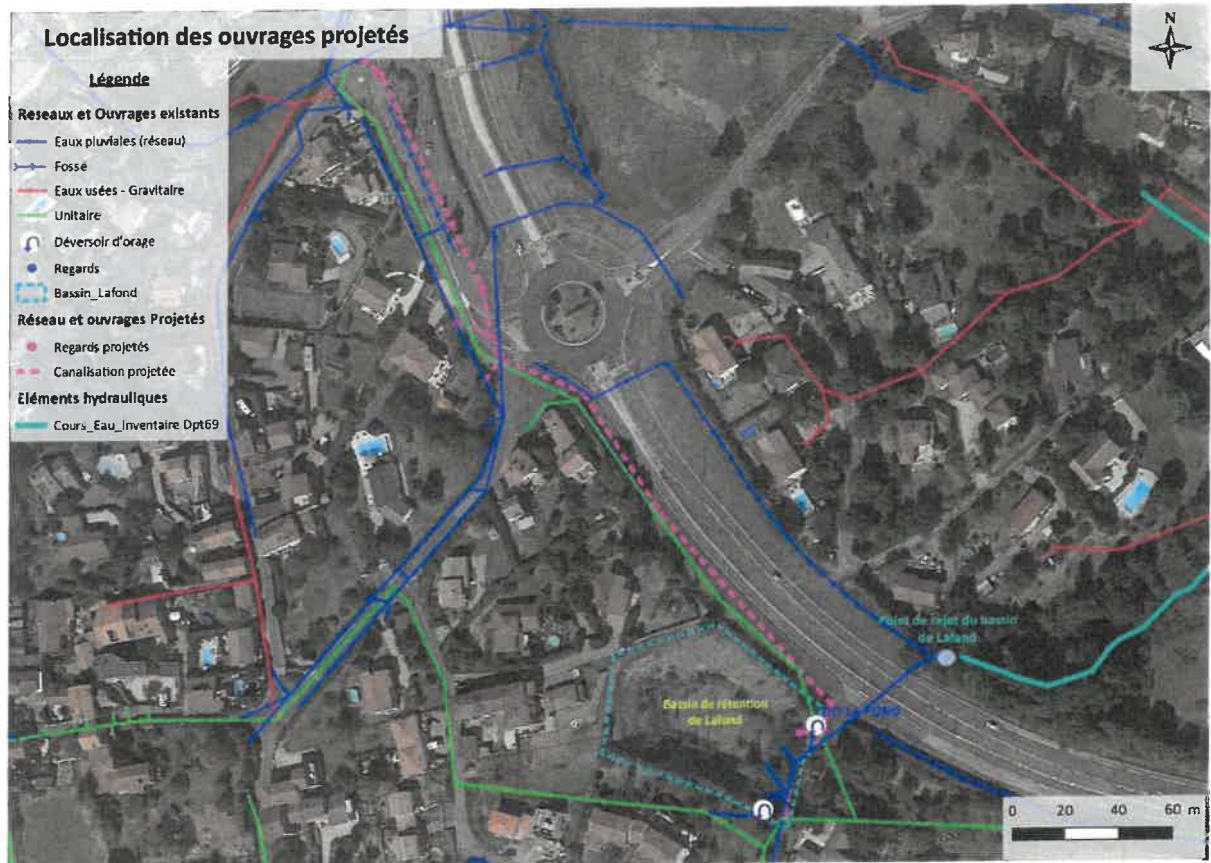 Localisation des ouvrages projetés
N
Légende
Reseaux et Ouvrages existants
Eaux pluviales (réseau)
Fossé
Eaux usées - Gravitaire
Unitaire
Déversoir d'orage
Regards
Bassin_Lafond
Réseau et ouvrages Projetés
Regards projetés
Canalisation projetée
Eléments hydrauliques
Cours_Eau_Inventaire Dpt69
Point de rejet du bassin
de Lafond
Bassin de rétention
de Lafond
0 20 40 60 m